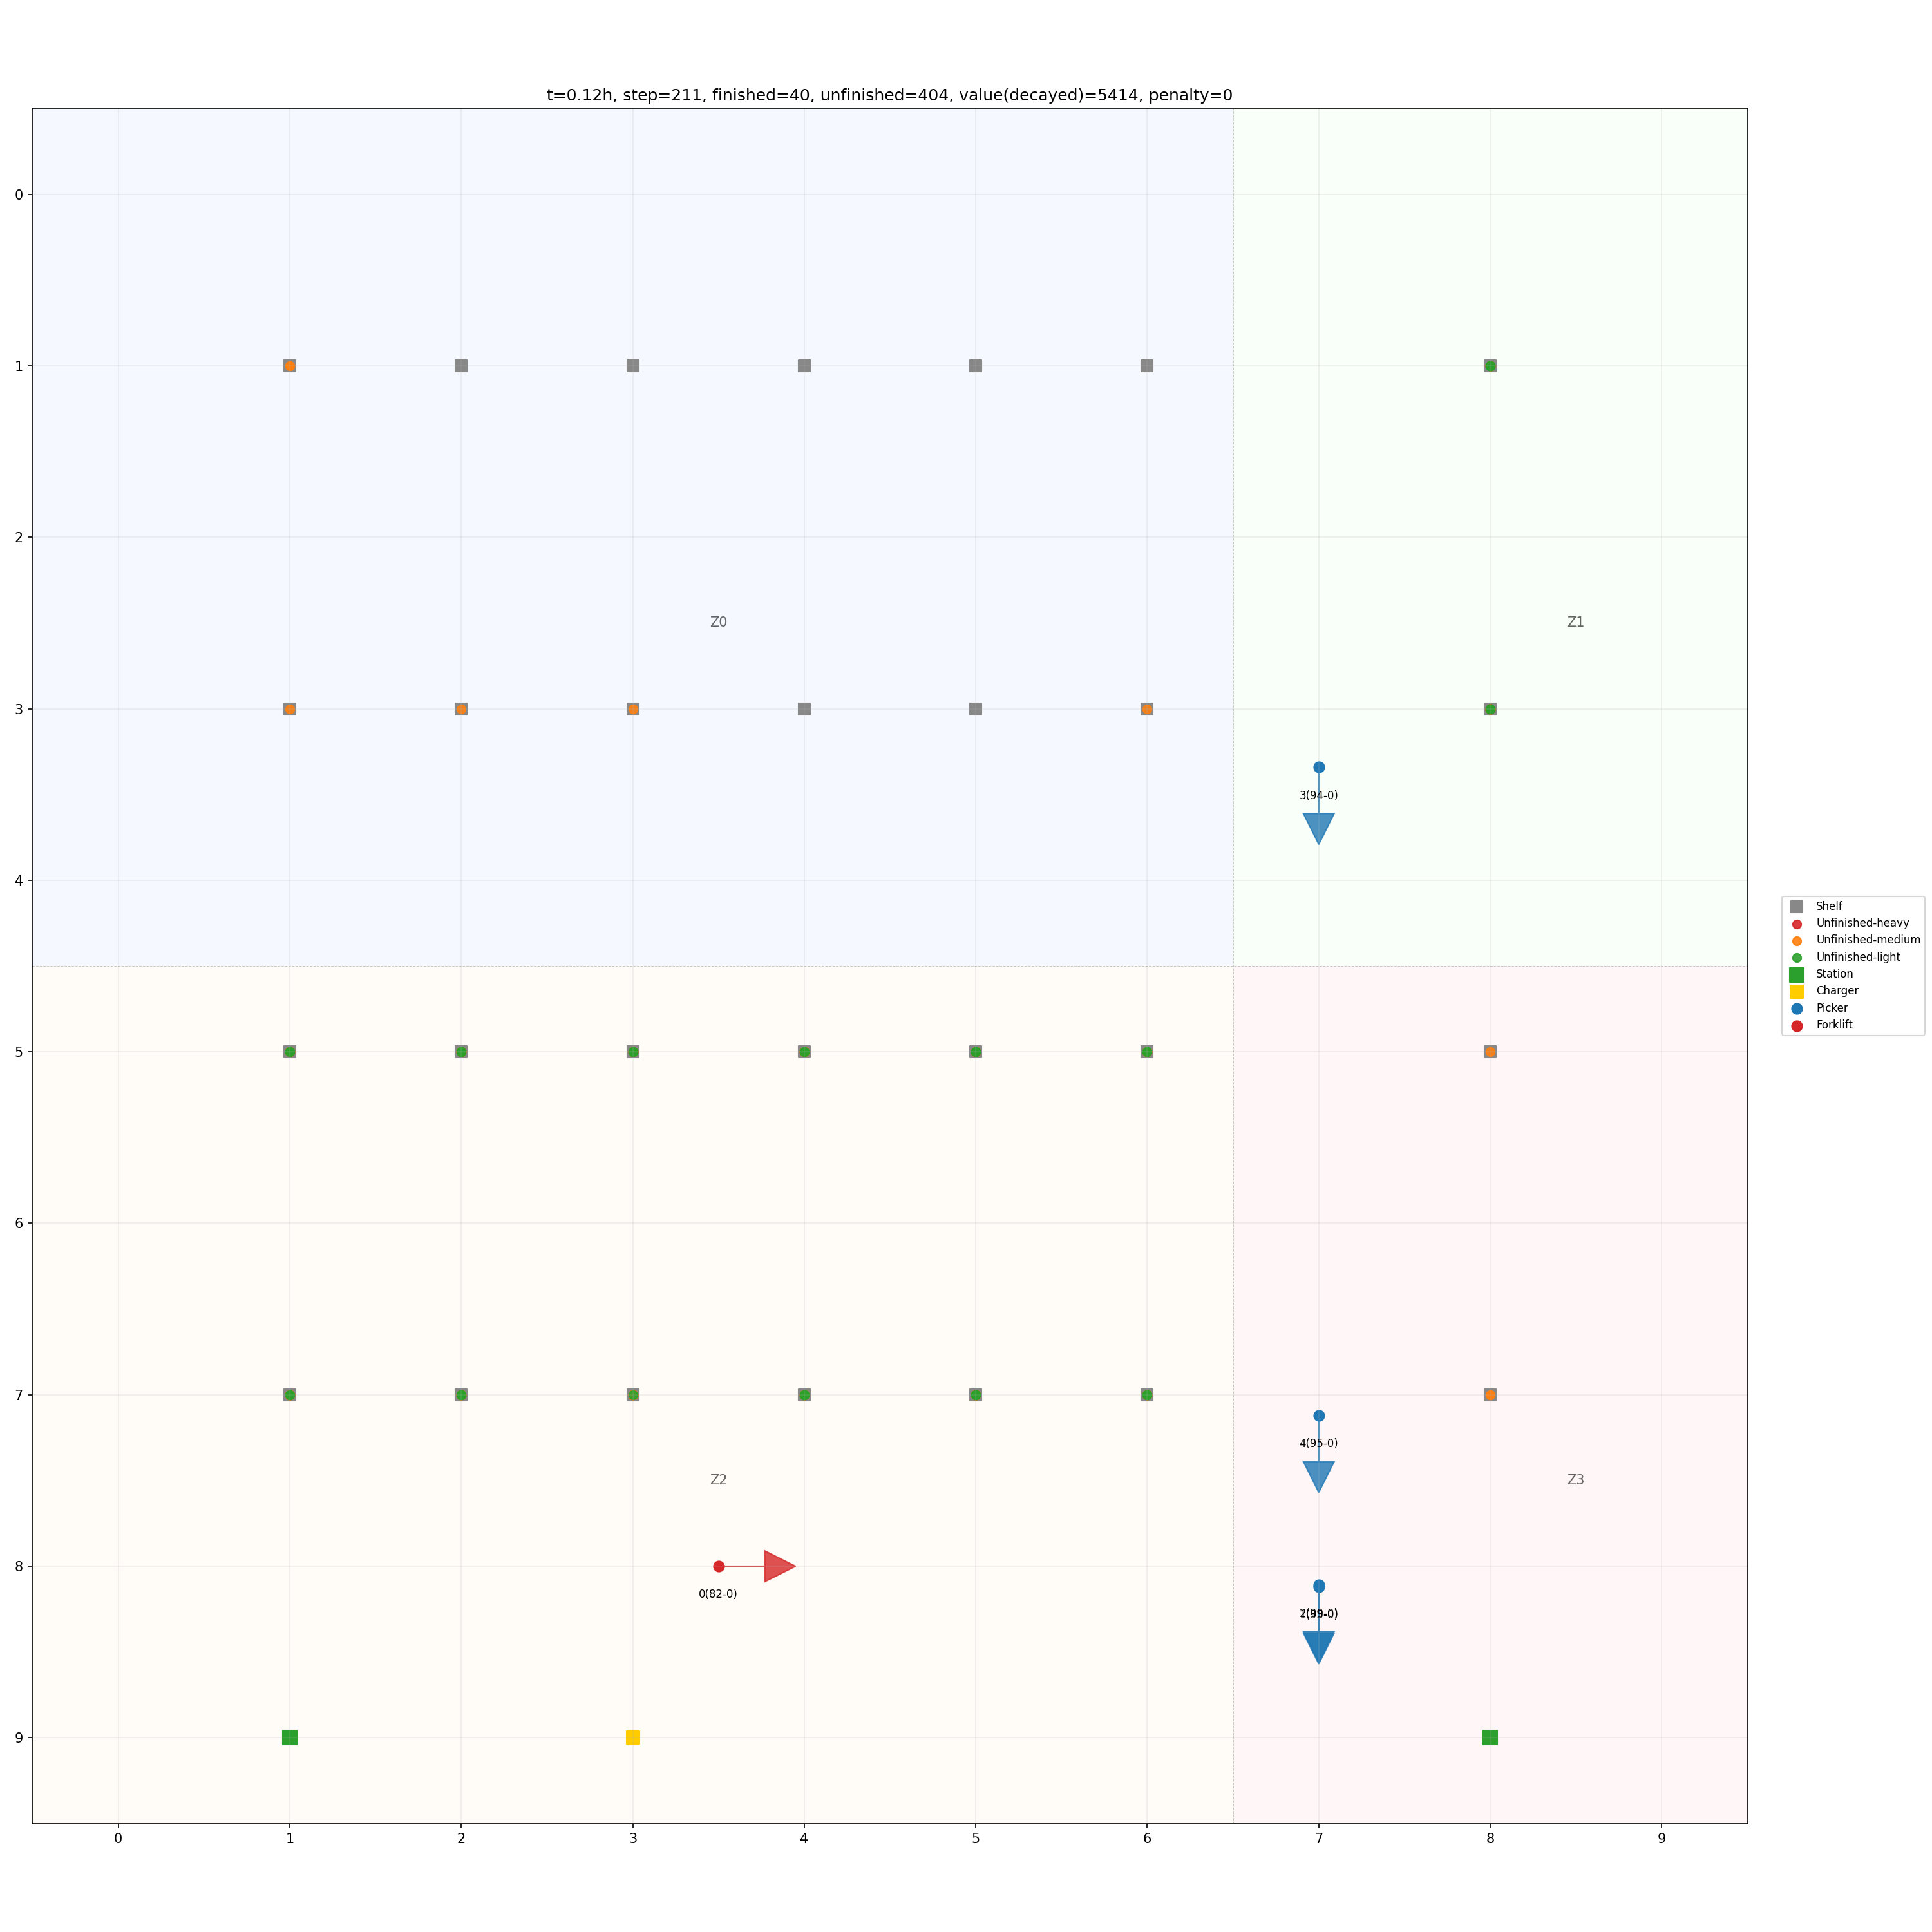 t=0.12h, step=211, finished=40, unfinished=404, value(decayed)=5414, penalty=0
0
1
2
Z0
Z1
3
3(94-0)
4
Shelf
Unfinished-heavy
Unfinished-medium
Unfinished-light
Station
Charger
Picker
Forklift
5
6
7
4(95-0)
Z2
Z3
8
0(82-0)
9
0 1 2 3 4 5 6 7 8 9